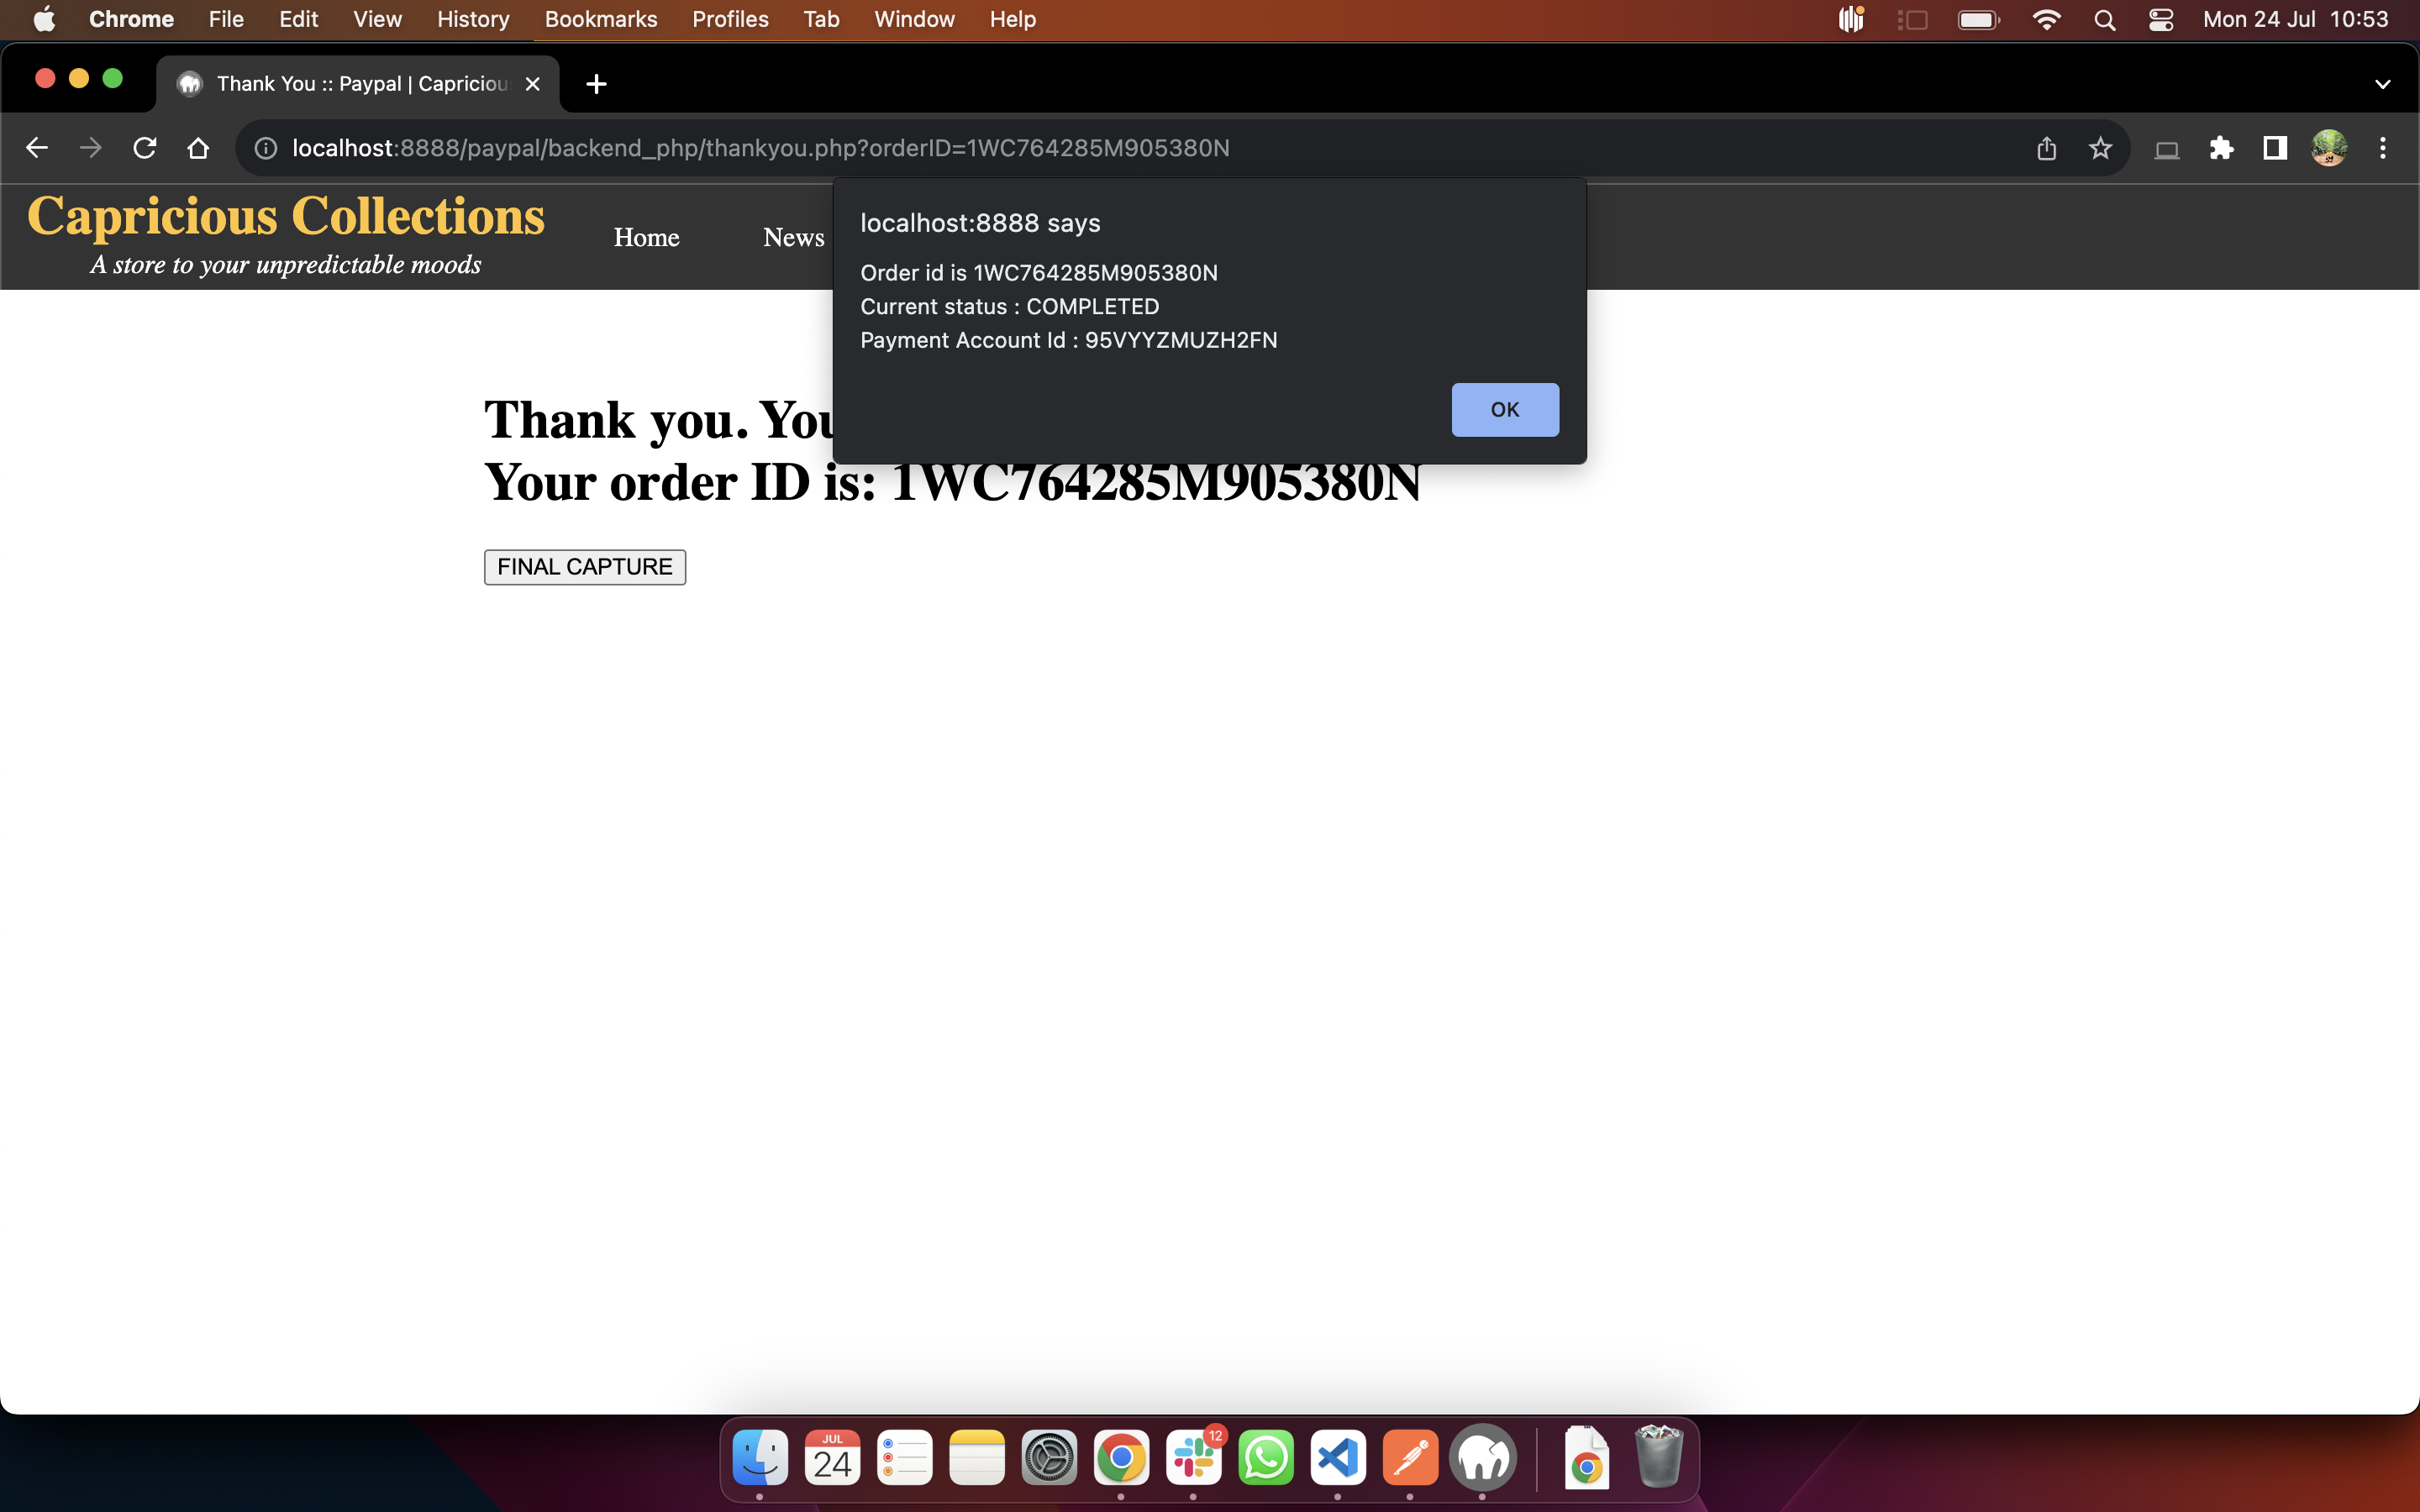 Chrome File Edit View History Bookmarks Profiles Tab Window Help Mon 24 Jul 10:53
Thank You :: Paypal | Capriciou
localhost:8888/paypal/backend_php/thankyou.php?orderID=1WC764285M905380N
Capricious Collections
A store to your unpredictable moods
Home News
localhost:8888 says
Order id is 1WC764285M905380N
Current status : COMPLETED
Payment Account Id : 95VYYZMUZH2FN
OK
Thank you. You
Your order ID is: 1WC764285M905380N
FINAL CAPTURE
JUL
24
12